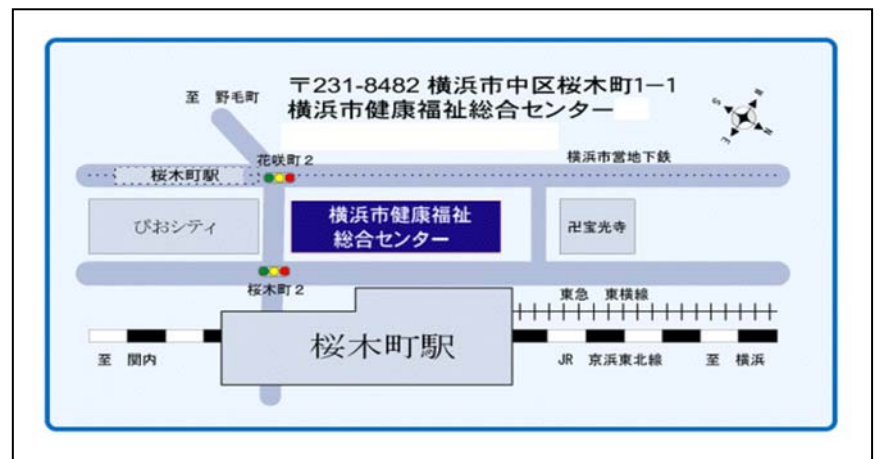 〒231-8482 横浜市中区桜木町1ー1
横浜市健康福祉総合センター
至 野毛町
花咲町2
横浜市営地下鉄
桜木町駅
ぴおシティ
横浜市健康福祉
総合センター
卍宝光寺
桜木町2
東急 東横線
桜木町駅
至 関内
JR 京浜東北線 至 横浜